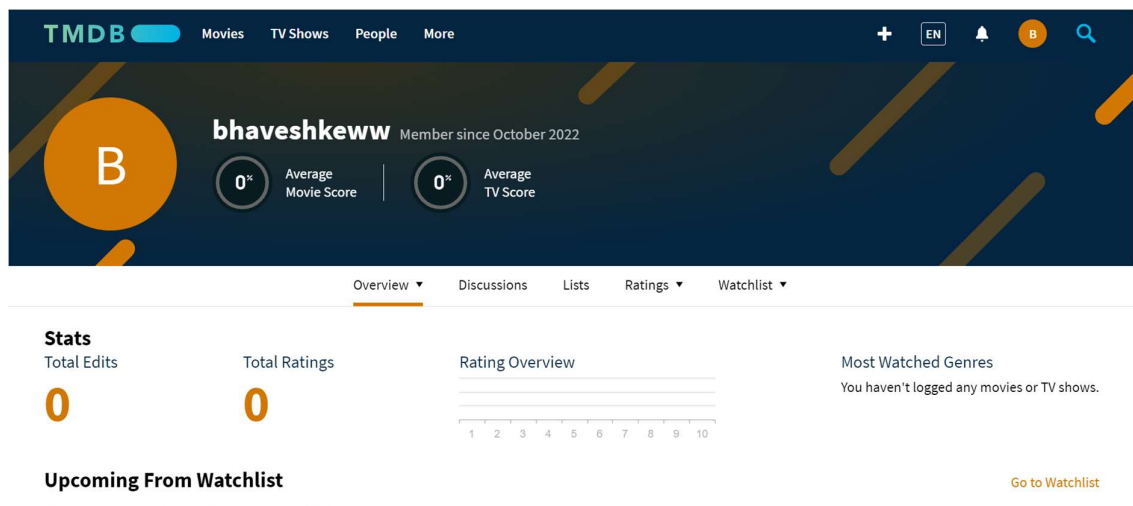 TMDB Movies TV Shows People More + EN B
B
bhaveshkeww Member since October 2022
0% Average Movie Score
0% Average TV Score
Overview ▼ Discussions Lists Ratings ▼ Watchlist ▼
Stats
Total Edits Total Ratings Rating Overview Most Watched Genres
0 0 You haven't logged any movies or TV shows.
1 2 3 4 5 6 7 8 9 10
Upcoming From Watchlist Go to Watchlist